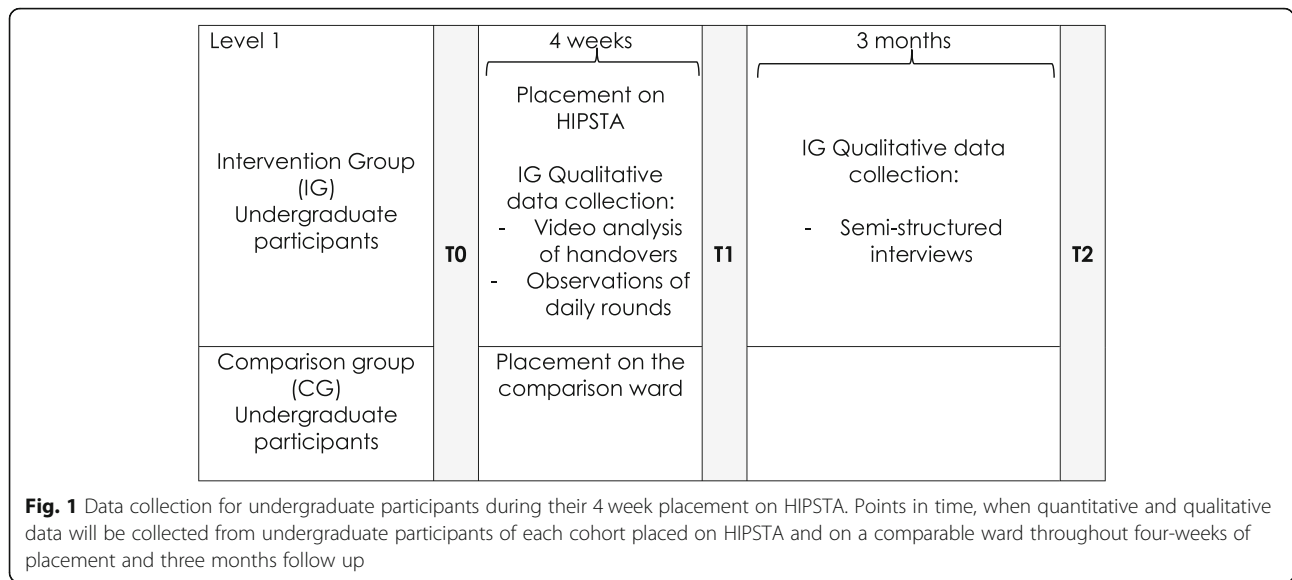 Level 1
4 weeks
3 months
Intervention Group
(IG)
Undergraduate
participants
T0
Placement on
HIPSTA
IG Qualitative
data collection:
- Video analysis
of handovers
- Observations of
daily rounds
T1
IG Qualitative data
collection:
- Semi-structured
interviews
T2
Comparison group
(CG)
Undergraduate
participants
Placement on the
comparison ward
Fig. 1 Data collection for undergraduate participants during their 4 week placement on HIPSTA. Points in time, when quantitative and qualitative
data will be collected from undergraduate participants of each cohort placed on HIPSTA and on a comparable ward throughout four-weeks of
placement and three months follow up